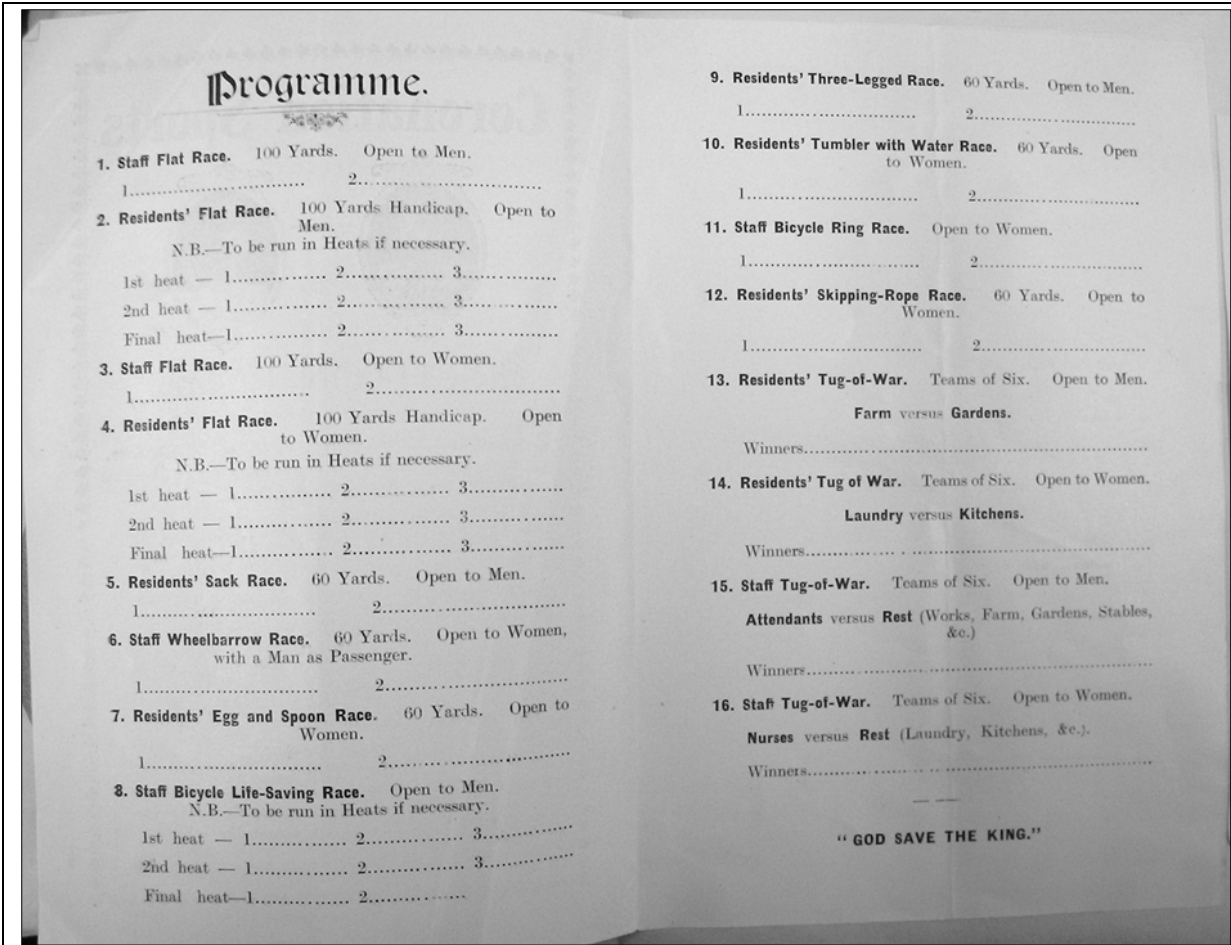 Programme.
1. Staff Flat Race. 100 Yards. Open to Men.
1............................... 2................................
2. Residents' Flat Race. 100 Yards Handicap. Open to
Men.
N.B.—To be run in Heats if necessary.
1st heat — 1................ 2................ 3................
2nd heat — 1................ 2................ 3................
Final heat—1................ 2................ 3................
3. Staff Flat Race. 100 Yards. Open to Women.
1............................... 2................................
4. Residents' Flat Race. 100 Yards Handicap. Open
to Women.
N.B.—To be run in Heats if necessary.
1st heat — 1................ 2................ 3................
2nd heat — 1................ 2................ 3................
Final heat—1................ 2................ 3................
5. Residents' Sack Race. 60 Yards. Open to Men.
1............................... 2................................
6. Staff Wheelbarrow Race. 60 Yards. Open to Women,
with a Man as Passenger.
1............................... 2................................
7. Residents' Egg and Spoon Race. 60 Yards. Open to
Women.
1............................... 2................................
8. Staff Bicycle Life-Saving Race. Open to Men.
N.B.—To be run in Heats if necessary.
1st heat — 1................ 2................ 3................
2nd heat — 1................ 2................ 3................
Final heat—1................ 2..................
9. Residents' Three-Legged Race. 60 Yards. Open to Men.
1............................... 2................................
10. Residents' Tumbler with Water Race. 60 Yards. Open
to Women.
1............................... 2................................
11. Staff Bicycle Ring Race. Open to Women.
1............................... 2................................
12. Residents' Skipping-Rope Race. 60 Yards. Open to
Women.
1............................... 2................................
13. Residents' Tug-of-War. Teams of Six. Open to Men.
Farm versus Gardens.
Winners................................................................
14. Residents' Tug of War. Teams of Six. Open to Women.
Laundry versus Kitchens.
Winners................................................................
15. Staff Tug-of-War. Teams of Six. Open to Men.
Attendants versus Rest (Works, Farm, Gardens, Stables,
&c.)
Winners................................................................
16. Staff Tug-of-War. Teams of Six. Open to Women.
Nurses versus Rest (Laundry, Kitchens, &c.).
Winners................................................................
"GOD SAVE THE KING."